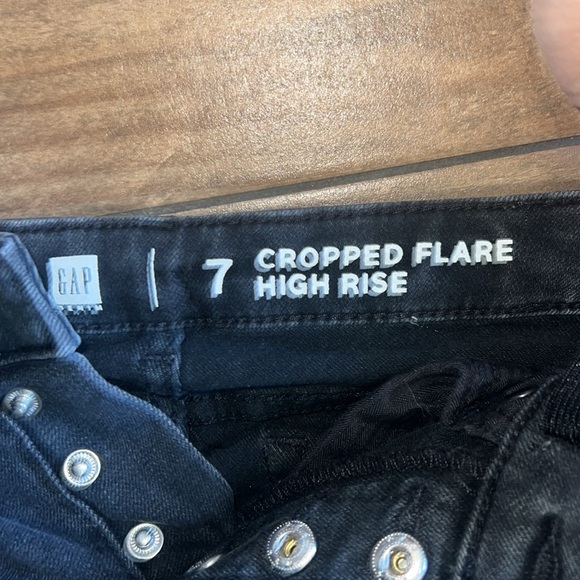 GAP
7
CROPPED FLARE
HIGH RISE